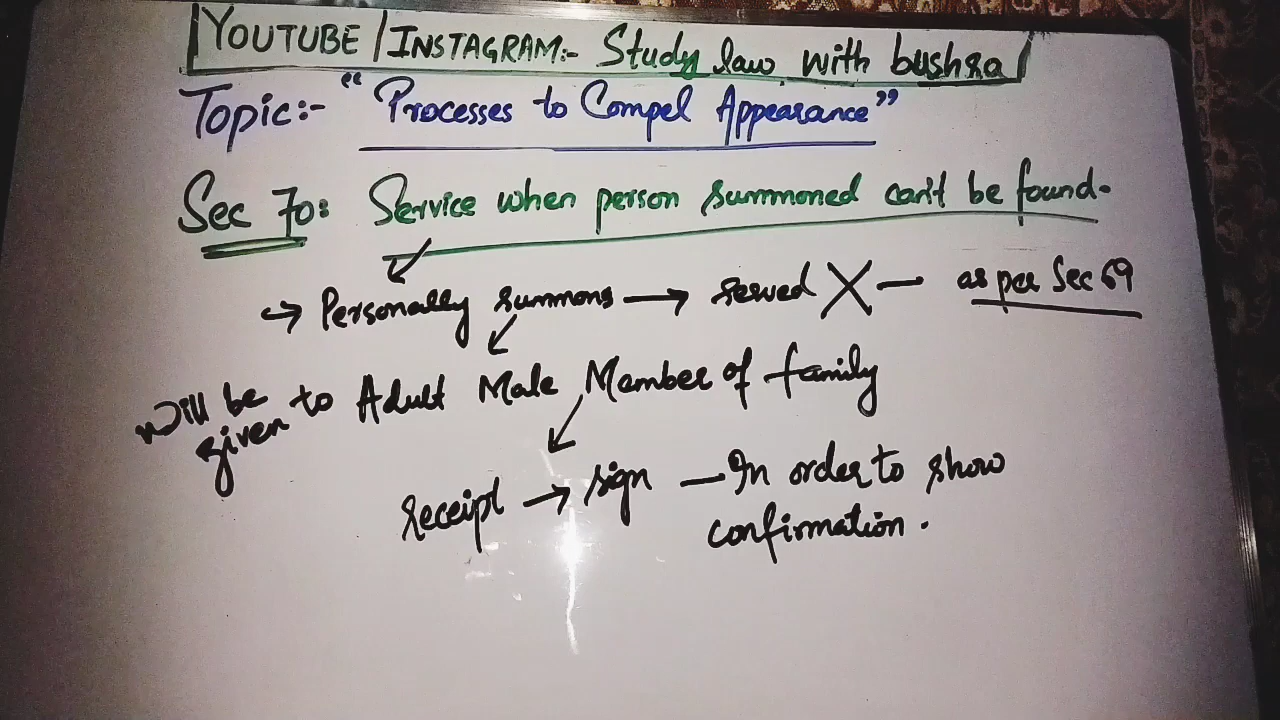 YOUTUBE/INSTAGRAM:- Study law with bushra
Topic:- "Processes to Compel Appearance"
Sec 70: Service when person summoned can't be found.
→ Personally summons → served X — as per Sec 69
will be given to Adult Male Member of family
receipt → sign — In order to show
confirmation.